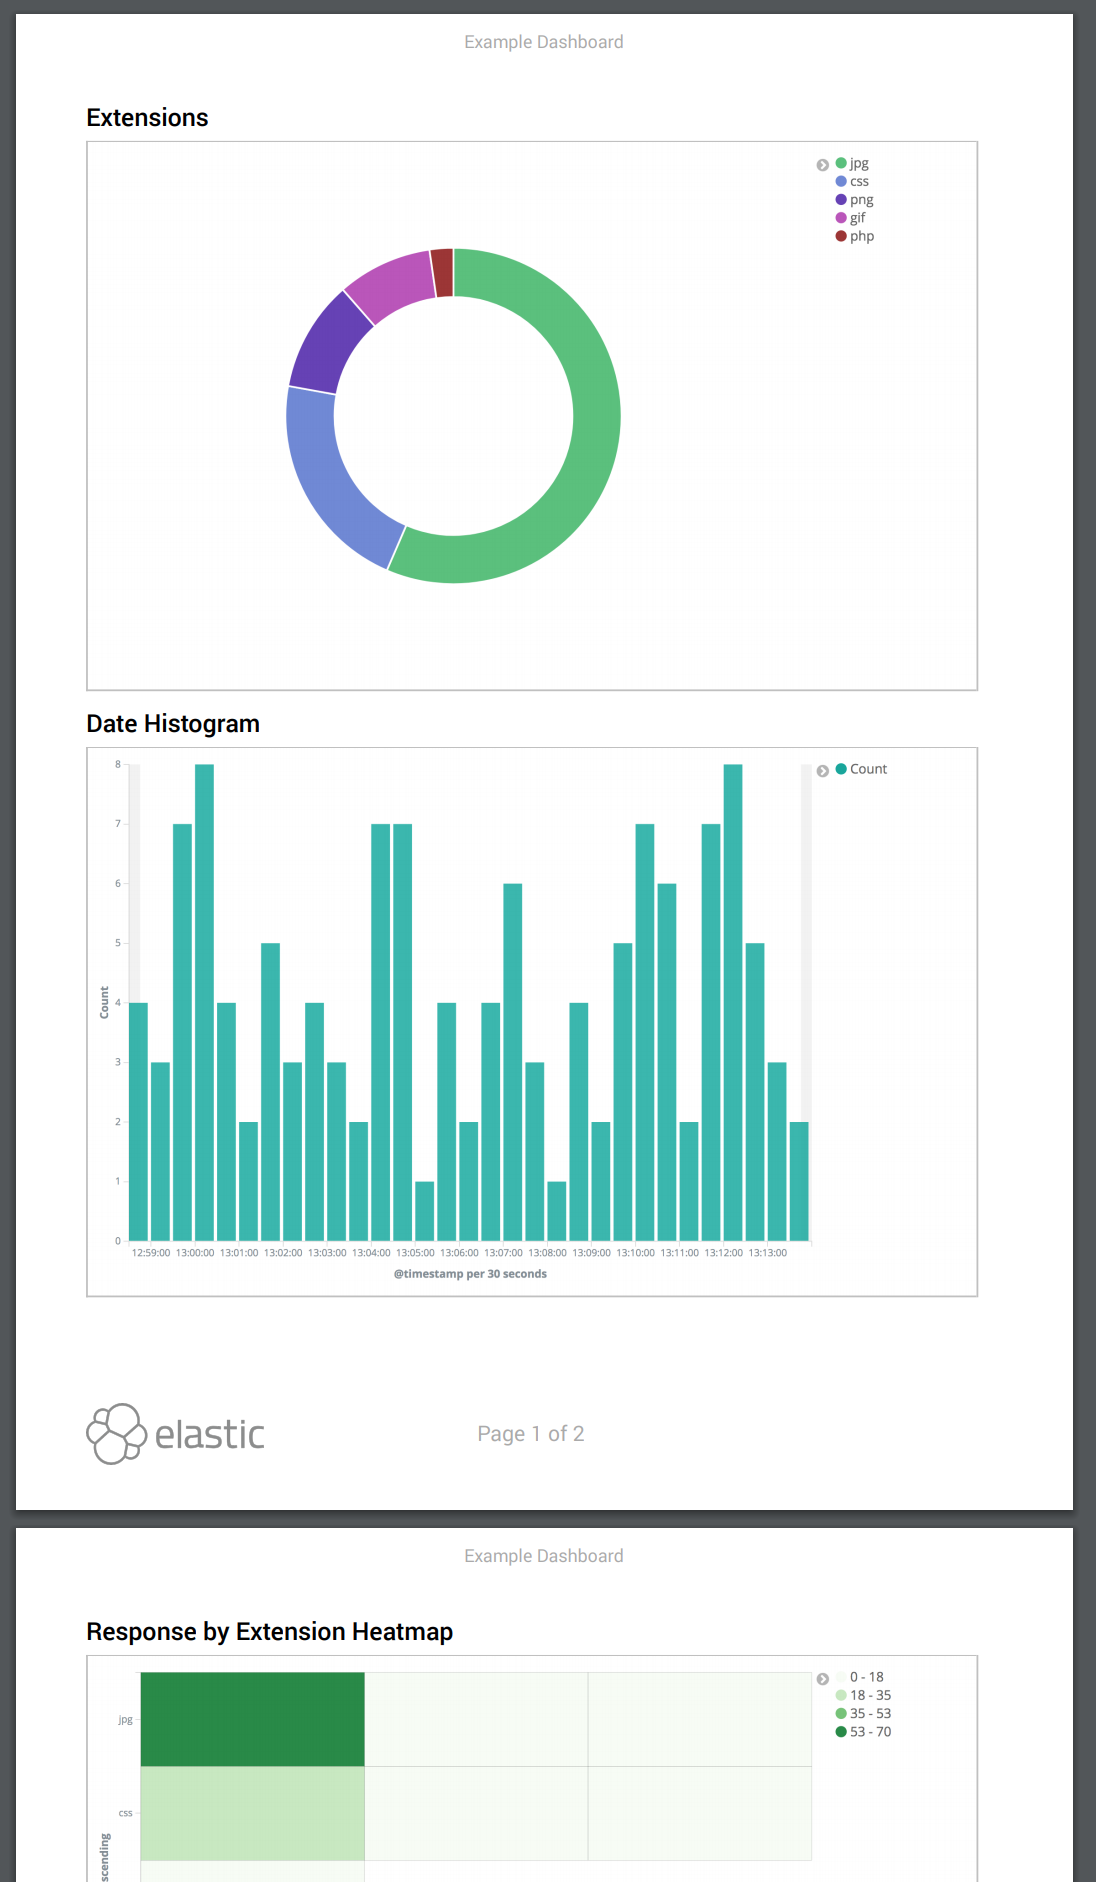 Example Dashboard
Extensions
jpg
css
png
gif
php
Date Histogram
8
7
6
5
4
3
2
1
0
Count
12:59:00 13:00:00 13:01:00 13:02:00 13:03:00 13:04:00 13:05:00 13:06:00 13:07:00 13:08:00 13:09:00 13:10:00 13:11:00 13:12:00 13:13:00
@timestamp per 30 seconds
Count
elastic
Page 1 of 2
Example Dashboard
Response by Extension Heatmap
jpg
css
0 - 18
18 - 35
35 - 53
53 - 70